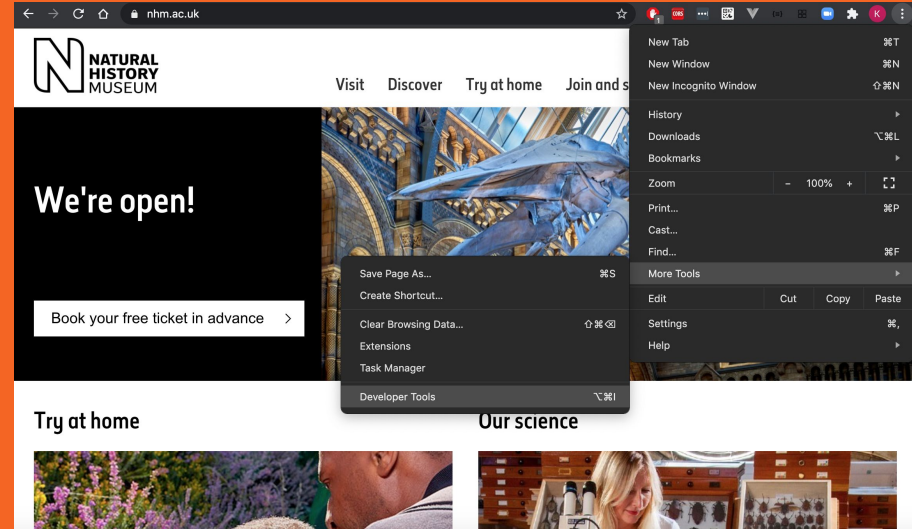 nhm.ac.uk
1
CORS
K
NATURAL
HISTORY
MUSEUM
Visit Discover Try at home Join and s
We're open!
Book your free ticket in advance >
Try at home
Our science
New Tab ⌘T
New Window ⌘N
New Incognito Window ⇧⌘N
History
Downloads ⌥⌘L
Bookmarks
Zoom - 100% +
Print... ⌘P
Cast...
Find... ⌘F
More Tools
Edit Cut Copy Paste
Settings ⌘,
Help
Save Page As... ⌘S
Create Shortcut...
Clear Browsing Data... ⇧⌘⌫
Extensions
Task Manager
Developer Tools ⌥⌘I